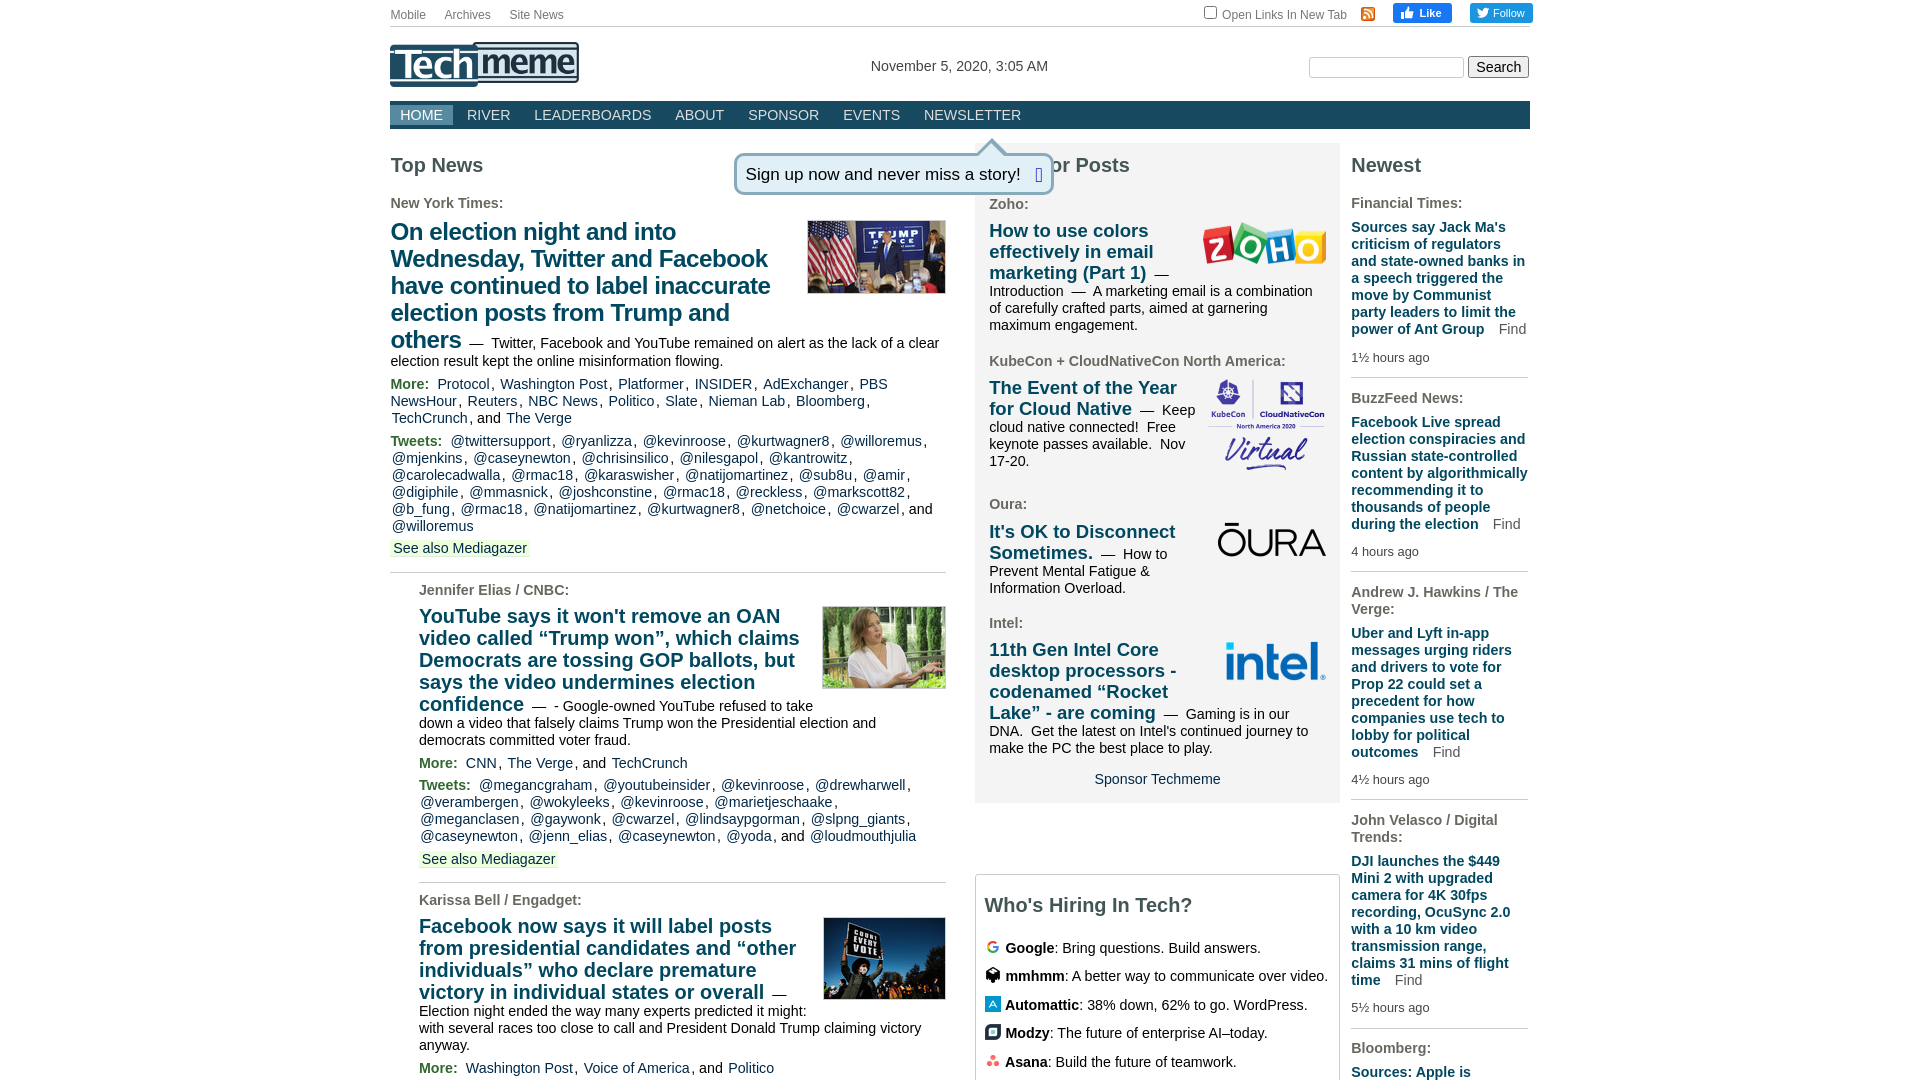 Mobile Archives Site News
Open Links In New Tab
Like
Follow
Techmeme
November 5, 2020, 3:05 AM
Search
HOME RIVER LEADERBOARDS ABOUT SPONSOR EVENTS NEWSLETTER
Sign up now and never miss a story!
Top News
New York Times:
On election night and into
Wednesday, Twitter and Facebook
have continued to label inaccurate
election posts from Trump and
others — Twitter, Facebook and YouTube remained on alert as the lack of a clear
election result kept the online misinformation flowing.
TRUMP
PENCE
More: Protocol, Washington Post, Platformer, INSIDER, AdExchanger, PBS
NewsHour, Reuters, NBC News, Politico, Slate, Nieman Lab, Bloomberg,
TechCrunch, and The Verge
Tweets: @twittersupport, @ryanlizza, @kevinroose, @kurtwagner8, @willoremus,
@mjenkins, @caseynewton, @chrisinsilico, @nilesgapol, @kantrowitz,
@carolecadwalla, @rmac18, @karaswisher, @natijomartinez, @sub8u, @amir,
@digiphile, @mmasnick, @joshconstine, @rmac18, @reckless, @markscott82,
@b_fung, @rmac18, @natijomartinez, @kurtwagner8, @netchoice, @cwarzel, and
@willoremus
See also Mediagazer
Jennifer Elias / CNBC:
YouTube says it won't remove an OAN
video called “Trump won”, which claims
Democrats are tossing GOP ballots, but
says the video undermines election
confidence — - Google-owned YouTube refused to take
down a video that falsely claims Trump won the Presidential election and
democrats committed voter fraud.
More: CNN, The Verge, and TechCrunch
Tweets: @megancgraham, @youtubeinsider, @kevinroose, @drewharwell,
@verambergen, @wokyleeks, @kevinroose, @marietjeschaake,
@meganclasen, @gaywonk, @cwarzel, @lindsaypgorman, @slpng_giants,
@caseynewton, @jenn_elias, @caseynewton, @yoda, and @loudmouthjulia
See also Mediagazer
Karissa Bell / Engadget:
Facebook now says it will label posts
from presidential candidates and “other
individuals” who declare premature
victory in individual states or overall —
Election night ended the way many experts predicted it might:
with several races too close to call and President Donald Trump claiming victory
anyway.
COUNT
EVERY
VOTE
More: Washington Post, Voice of America, and Politico
or Posts
Zoho:
How to use colors
effectively in email
marketing (Part 1) —
Introduction — A marketing email is a combination
of carefully crafted parts, aimed at garnering
maximum engagement.
ZOHO
KubeCon + CloudNativeCon North America:
The Event of the Year
for Cloud Native — Keep
cloud native connected! Free
keynote passes available. Nov
17-20.
KubeCon CloudNativeCon
North America 2020
Virtual
Oura:
It's OK to Disconnect
Sometimes. — How to
Prevent Mental Fatigue &
Information Overload.
ŌURA
Intel:
11th Gen Intel Core
desktop processors -
codenamed “Rocket
Lake” - are coming — Gaming is in our
DNA. Get the latest on Intel's continued journey to
make the PC the best place to play.
intel®
Sponsor Techmeme
Who's Hiring In Tech?
Google: Bring questions. Build answers.
mmhmm: A better way to communicate over video.
Automattic: 38% down, 62% to go. WordPress.
Modzy: The future of enterprise AI–today.
Asana: Build the future of teamwork.
Newest
Financial Times:
Sources say Jack Ma's
criticism of regulators
and state-owned banks in
a speech triggered the
move by Communist
party leaders to limit the
power of Ant Group Find
1½ hours ago
BuzzFeed News:
Facebook Live spread
election conspiracies and
Russian state-controlled
content by algorithmically
recommending it to
thousands of people
during the election Find
4 hours ago
Andrew J. Hawkins / The
Verge:
Uber and Lyft in-app
messages urging riders
and drivers to vote for
Prop 22 could set a
precedent for how
companies use tech to
lobby for political
outcomes Find
4½ hours ago
John Velasco / Digital
Trends:
DJI launches the $449
Mini 2 with upgraded
camera for 4K 30fps
recording, OcuSync 2.0
with a 10 km video
transmission range,
claims 31 mins of flight
time Find
5½ hours ago
Bloomberg:
Sources: Apple is